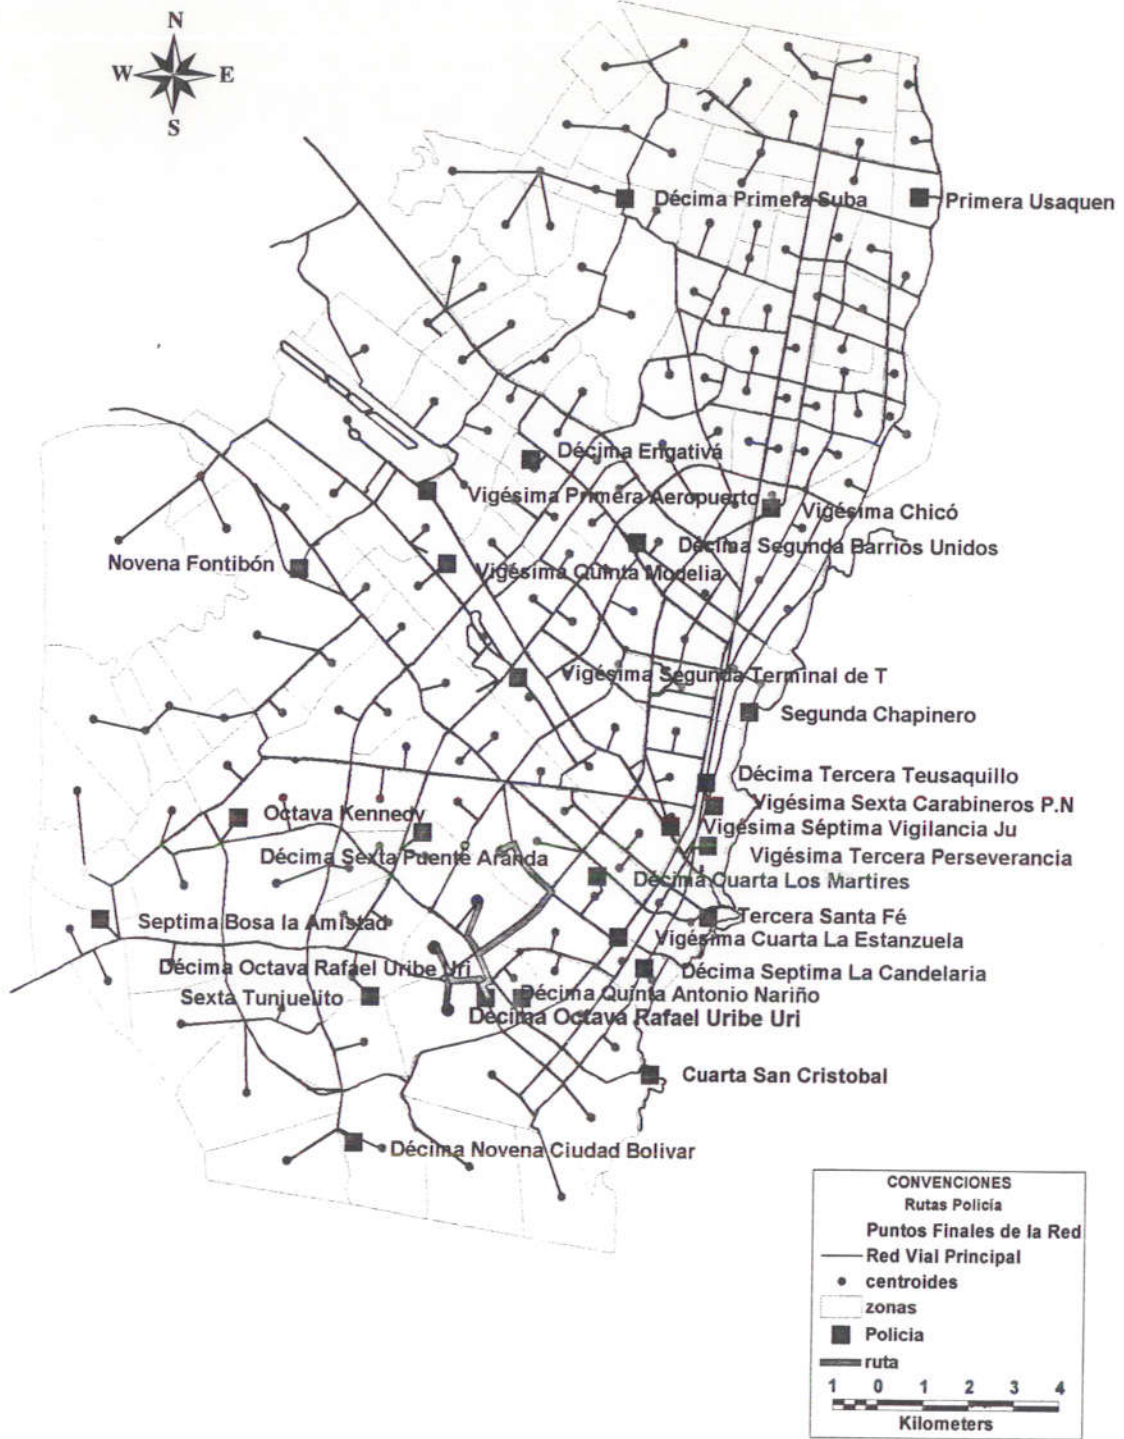 N
W E
S
Décima Primera Suba
Primera Usaquen
Décima Engativá
Vigésima Primera Aeropuerto
Vigésima Chicó
Décima Segunda Barrios Unidos
Novena Fontibón
Vigésima Quinta Modelia
Vigésima Segunda Terminal de T
Segunda Chapinero
Décima Tercera Teusaquillo
Vigésima Sexta Carabineros P.N
Octava Kennedy
Vigésima Séptima Vigilancia Ju
Décima Sexta Puente Aranda
Vigésima Tercera Perseverancia
Décima Cuarta Los Martires
Septima Bosa la Amistad
Tercera Santa Fé
Vigésima Cuarta La Estanzuela
Décima Octava Rafael Uribe Uri
Décima Septima La Candelaria
Sexta Tunjuelito
Décima Quinta Antonio Nariño
Décima Octava Rafael Uribe Uri
Cuarta San Cristobal
Décima Novena Ciudad Bolivar
CONVENCIONES
Rutas Policía
Puntos Finales de la Red
Red Vial Principal
centroides
zonas
Policia
ruta
1 0 1 2 3 4
Kilometers